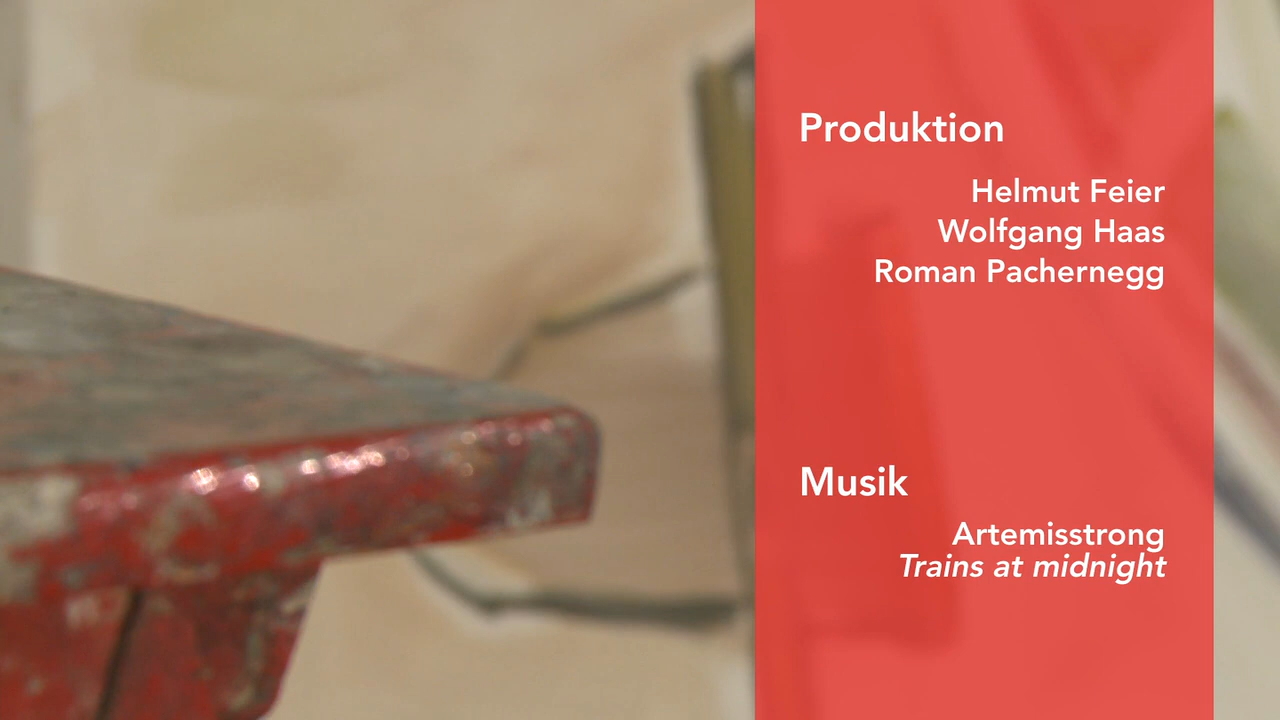 Produktion
Helmut Feier
Wolfgang Haas
Roman Pachernegg
Musik
Artemisstrong
Trains at midnight